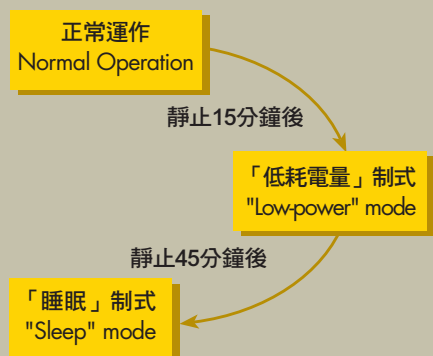 正常運作
Normal Operation
靜止15分鐘後
「低耗電量」制式
"Low-power" mode
靜止45分鐘後
「睡眠」制式
"Sleep" mode